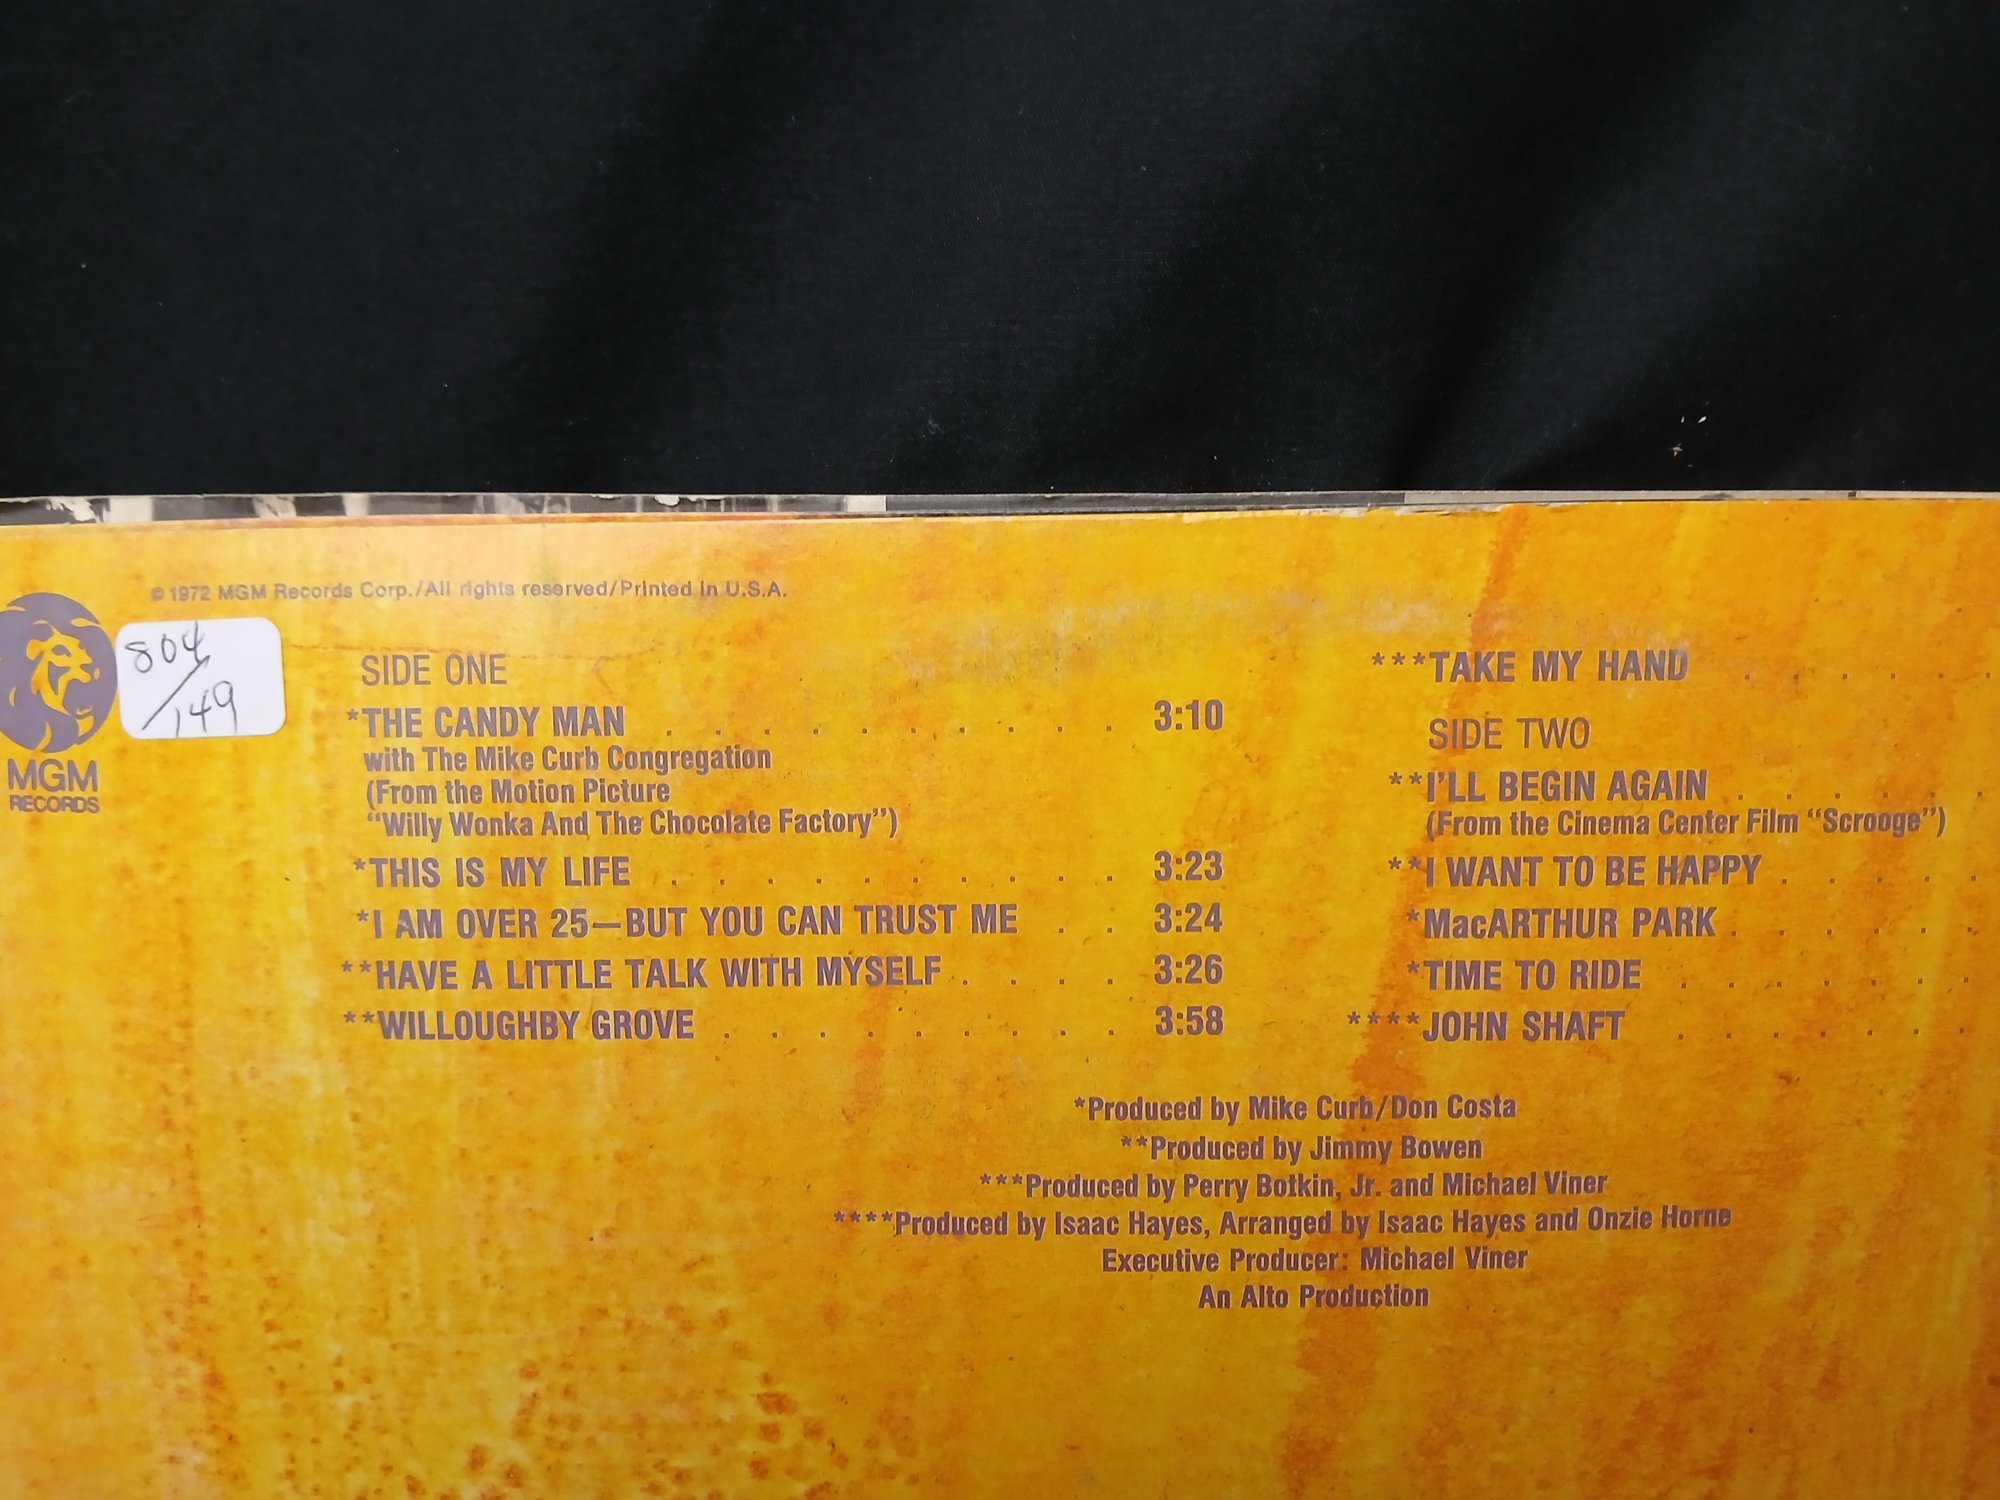 © 1972 MGM Records Corp./All rights reserved/Printed in U.S.A.
804/149
MGM
RECORDS
SIDE ONE
*THE CANDY MAN . . . . . . . . . . 3:10
with The Mike Curb Congregation
(From the Motion Picture
"Willy Wonka And The Chocolate Factory")
*THIS IS MY LIFE . . . . . . . . . . 3:23
*I AM OVER 25—BUT YOU CAN TRUST ME . . 3:24
**HAVE A LITTLE TALK WITH MYSELF . . . . 3:26
**WILLOUGHBY GROVE . . . . . . . . . 3:58
***TAKE MY HAND . . . . . .
SIDE TWO
**I'LL BEGIN AGAIN . . . . . .
(From the Cinema Center Film "Scrooge")
**I WANT TO BE HAPPY . . . . .
*MacARTHUR PARK . . . . . .
*TIME TO RIDE . . . . . . .
****JOHN SHAFT . . . . . . .
*Produced by Mike Curb/Don Costa
**Produced by Jimmy Bowen
***Produced by Perry Botkin, Jr. and Michael Viner
****Produced by Isaac Hayes, Arranged by Isaac Hayes and Onzie Horne
Executive Producer: Michael Viner
An Alto Production